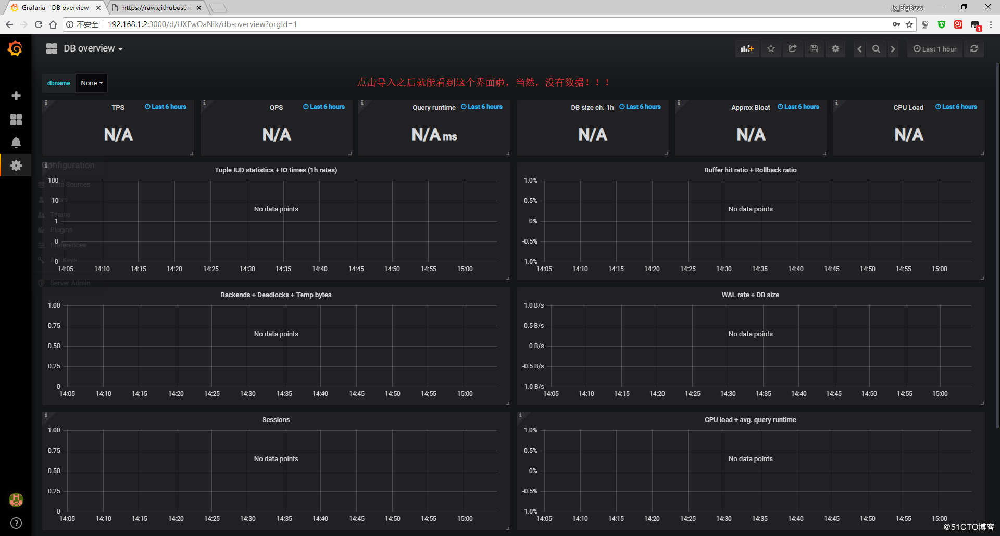 Grafana - DB overview
https://raw.githubuserc
Jy_BigBoss
不安全
192.168.1.2:3000/d/UXFwOaNik/db-overview?orgId=1
1
DB overview
Last 1 hour
dbname
None
点击导入之后就能看到这个界面啦，当然，没有数据！！！
TPS
Last 6 hours
N/A
QPS
Last 6 hours
N/A
Query runtime
Last 6 hours
N/A ms
DB size ch. 1h
Last 6 hours
N/A
Approx Bloat
Last 6 hours
N/A
CPU Load
Last 6 hours
N/A
Configuration
Data Sources
Users
Teams
Plugins
Preferences
API Keys
Server Admin
Tuple IUD statistics + IO times (1h rates)
100
10
1
0
0
No data points
14:05 14:10 14:15 14:20 14:25 14:30 14:35 14:40 14:45 14:50 14:55 15:00
Buffer hit ratio + Rollback ratio
1.0%
0.5%
0%
-0.5%
-1.0%
No data points
14:05 14:10 14:15 14:20 14:25 14:30 14:35 14:40 14:45 14:50 14:55 15:00
Backends + Deadlocks + Temp bytes
1.00
0.75
0.50
0.25
0
No data points
14:05 14:10 14:15 14:20 14:25 14:30 14:35 14:40 14:45 14:50 14:55 15:00
WAL rate + DB size
1.0 B/s
0.5 B/s
0 B/s
-0.5 B/s
-1.0 B/s
No data points
14:05 14:10 14:15 14:20 14:25 14:30 14:35 14:40 14:45 14:50 14:55 15:00
Sessions
1.00
0.75
0.50
0.25
0
No data points
14:05 14:10 14:15 14:20 14:25 14:30 14:35 14:40 14:45 14:50 14:55 15:00
CPU load + avg. query runtime
1.0%
0.5%
0%
-0.5%
-1.0%
No data points
14:05 14:10 14:15 14:20 14:25 14:30 14:35 14:40 14:45 14:50 14:55 15:00
@51CTO博客